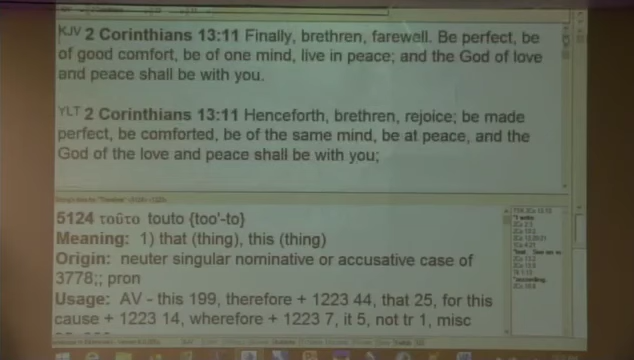 KJV 2 Corinthians 13:11 Finally, brethren, farewell. Be perfect, be
of good comfort, be of one mind, live in peace; and the God of love
and peace shall be with you.
YLT 2 Corinthians 13:11 Henceforth, brethren, rejoice; be made
perfect, be comforted, be of the same mind, be at peace, and the
God of the love and peace shall be with you;
5124 τοῦτο touto {too'-to}
Meaning: 1) that (thing), this (thing)
Origin: neuter singular nominative or accusative case of
3778;; pron
Usage: AV - this 199, therefore + 1223 44, that 25, for this
cause + 1223 14, wherefore + 1223 7, it 5, not tr 1, misc